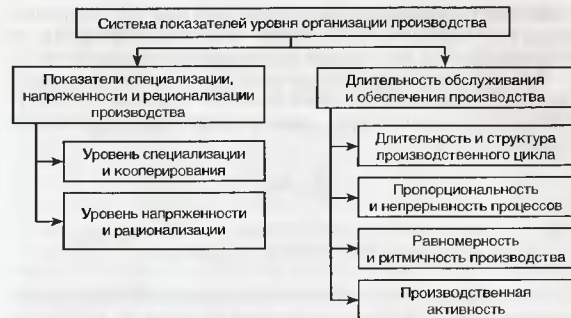 Система показателей уровня организации производства
Показатели специализации,
напряженности и реционализации
производства
Уровень специализации
и кооперирования
Уровень напряженности
и рационализации
Длительность обслуживания
и обеспечения производства
Длительность и структура
производственного цикла
Пропорциональность
и непрерывность процессов
Равномерность
и ритмичность производства
Производственная
активность